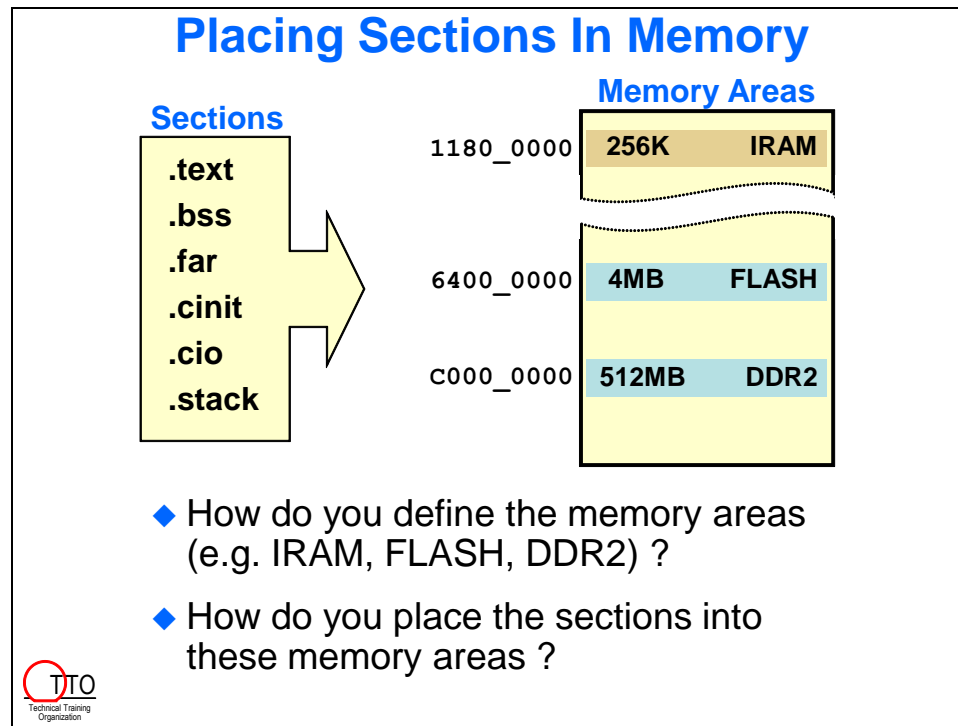 Placing Sections In Memory
Sections
.text
.bss
.far
.cinit
.cio
.stack
Memory Areas
1180_0000 256K IRAM
6400_0000 4MB FLASH
C000_0000 512MB DDR2
How do you define the memory areas
(e.g. IRAM, FLASH, DDR2) ?
How do you place the sections into
these memory areas ?
TTO
Technical Training
Organization